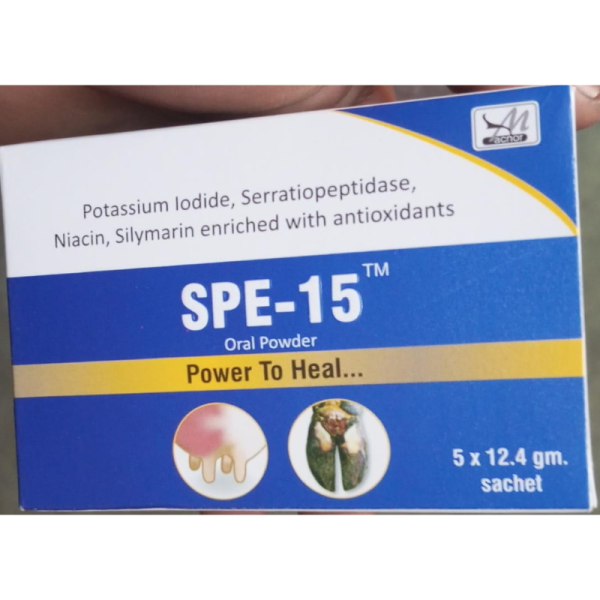 Macnor
Potassium Iodide, Serratiopeptidase,
Niacin, Silymarin enriched with antioxidants
SPE-15™
Oral Powder
Power To Heal...
5 x 12.4 gm.
sachet